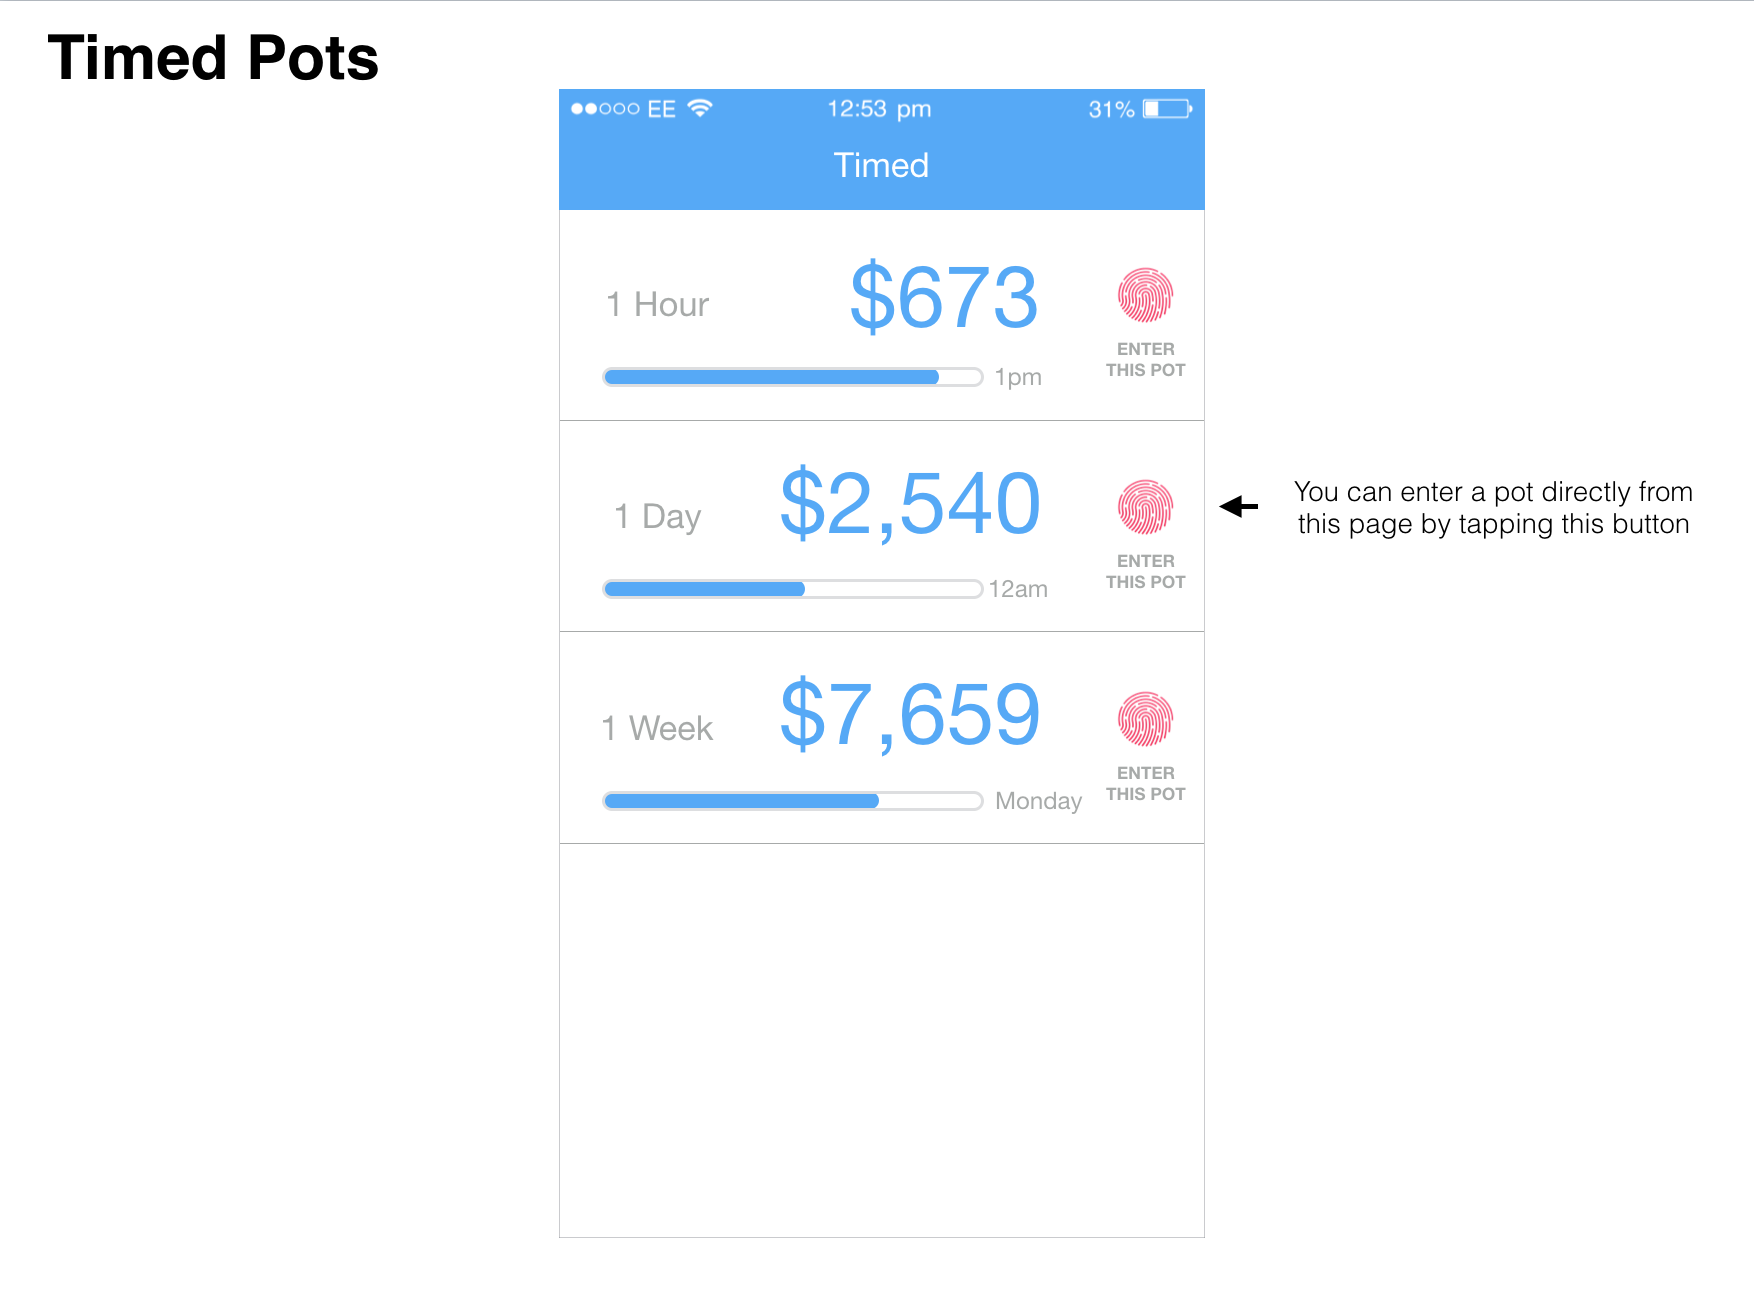 Timed Pots
EE 12:53 pm 31%
Timed
1 Hour $673
ENTER
THIS POT
1pm
1 Day $2,540
ENTER
THIS POT
12am
You can enter a pot directly from
this page by tapping this button
1 Week $7,659
ENTER
THIS POT
Monday